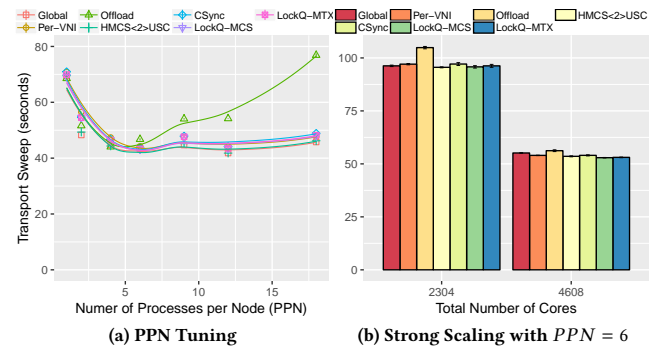 Global Offload CSync LockQ-MTX
Per-VNI HMCS<2>USC LockQ-MCS
80
60
40
20
0
Transport Sweep (seconds)
5 10 15
Numer of Processes per Node (PPN)
(a) PPN Tuning
Global Per-VNI Offload HMCS<2>USC
CSync LockQ-MCS LockQ-MTX
100
75
50
25
0
2304 4608
Total Number of Cores
(b) Strong Scaling with PPN = 6